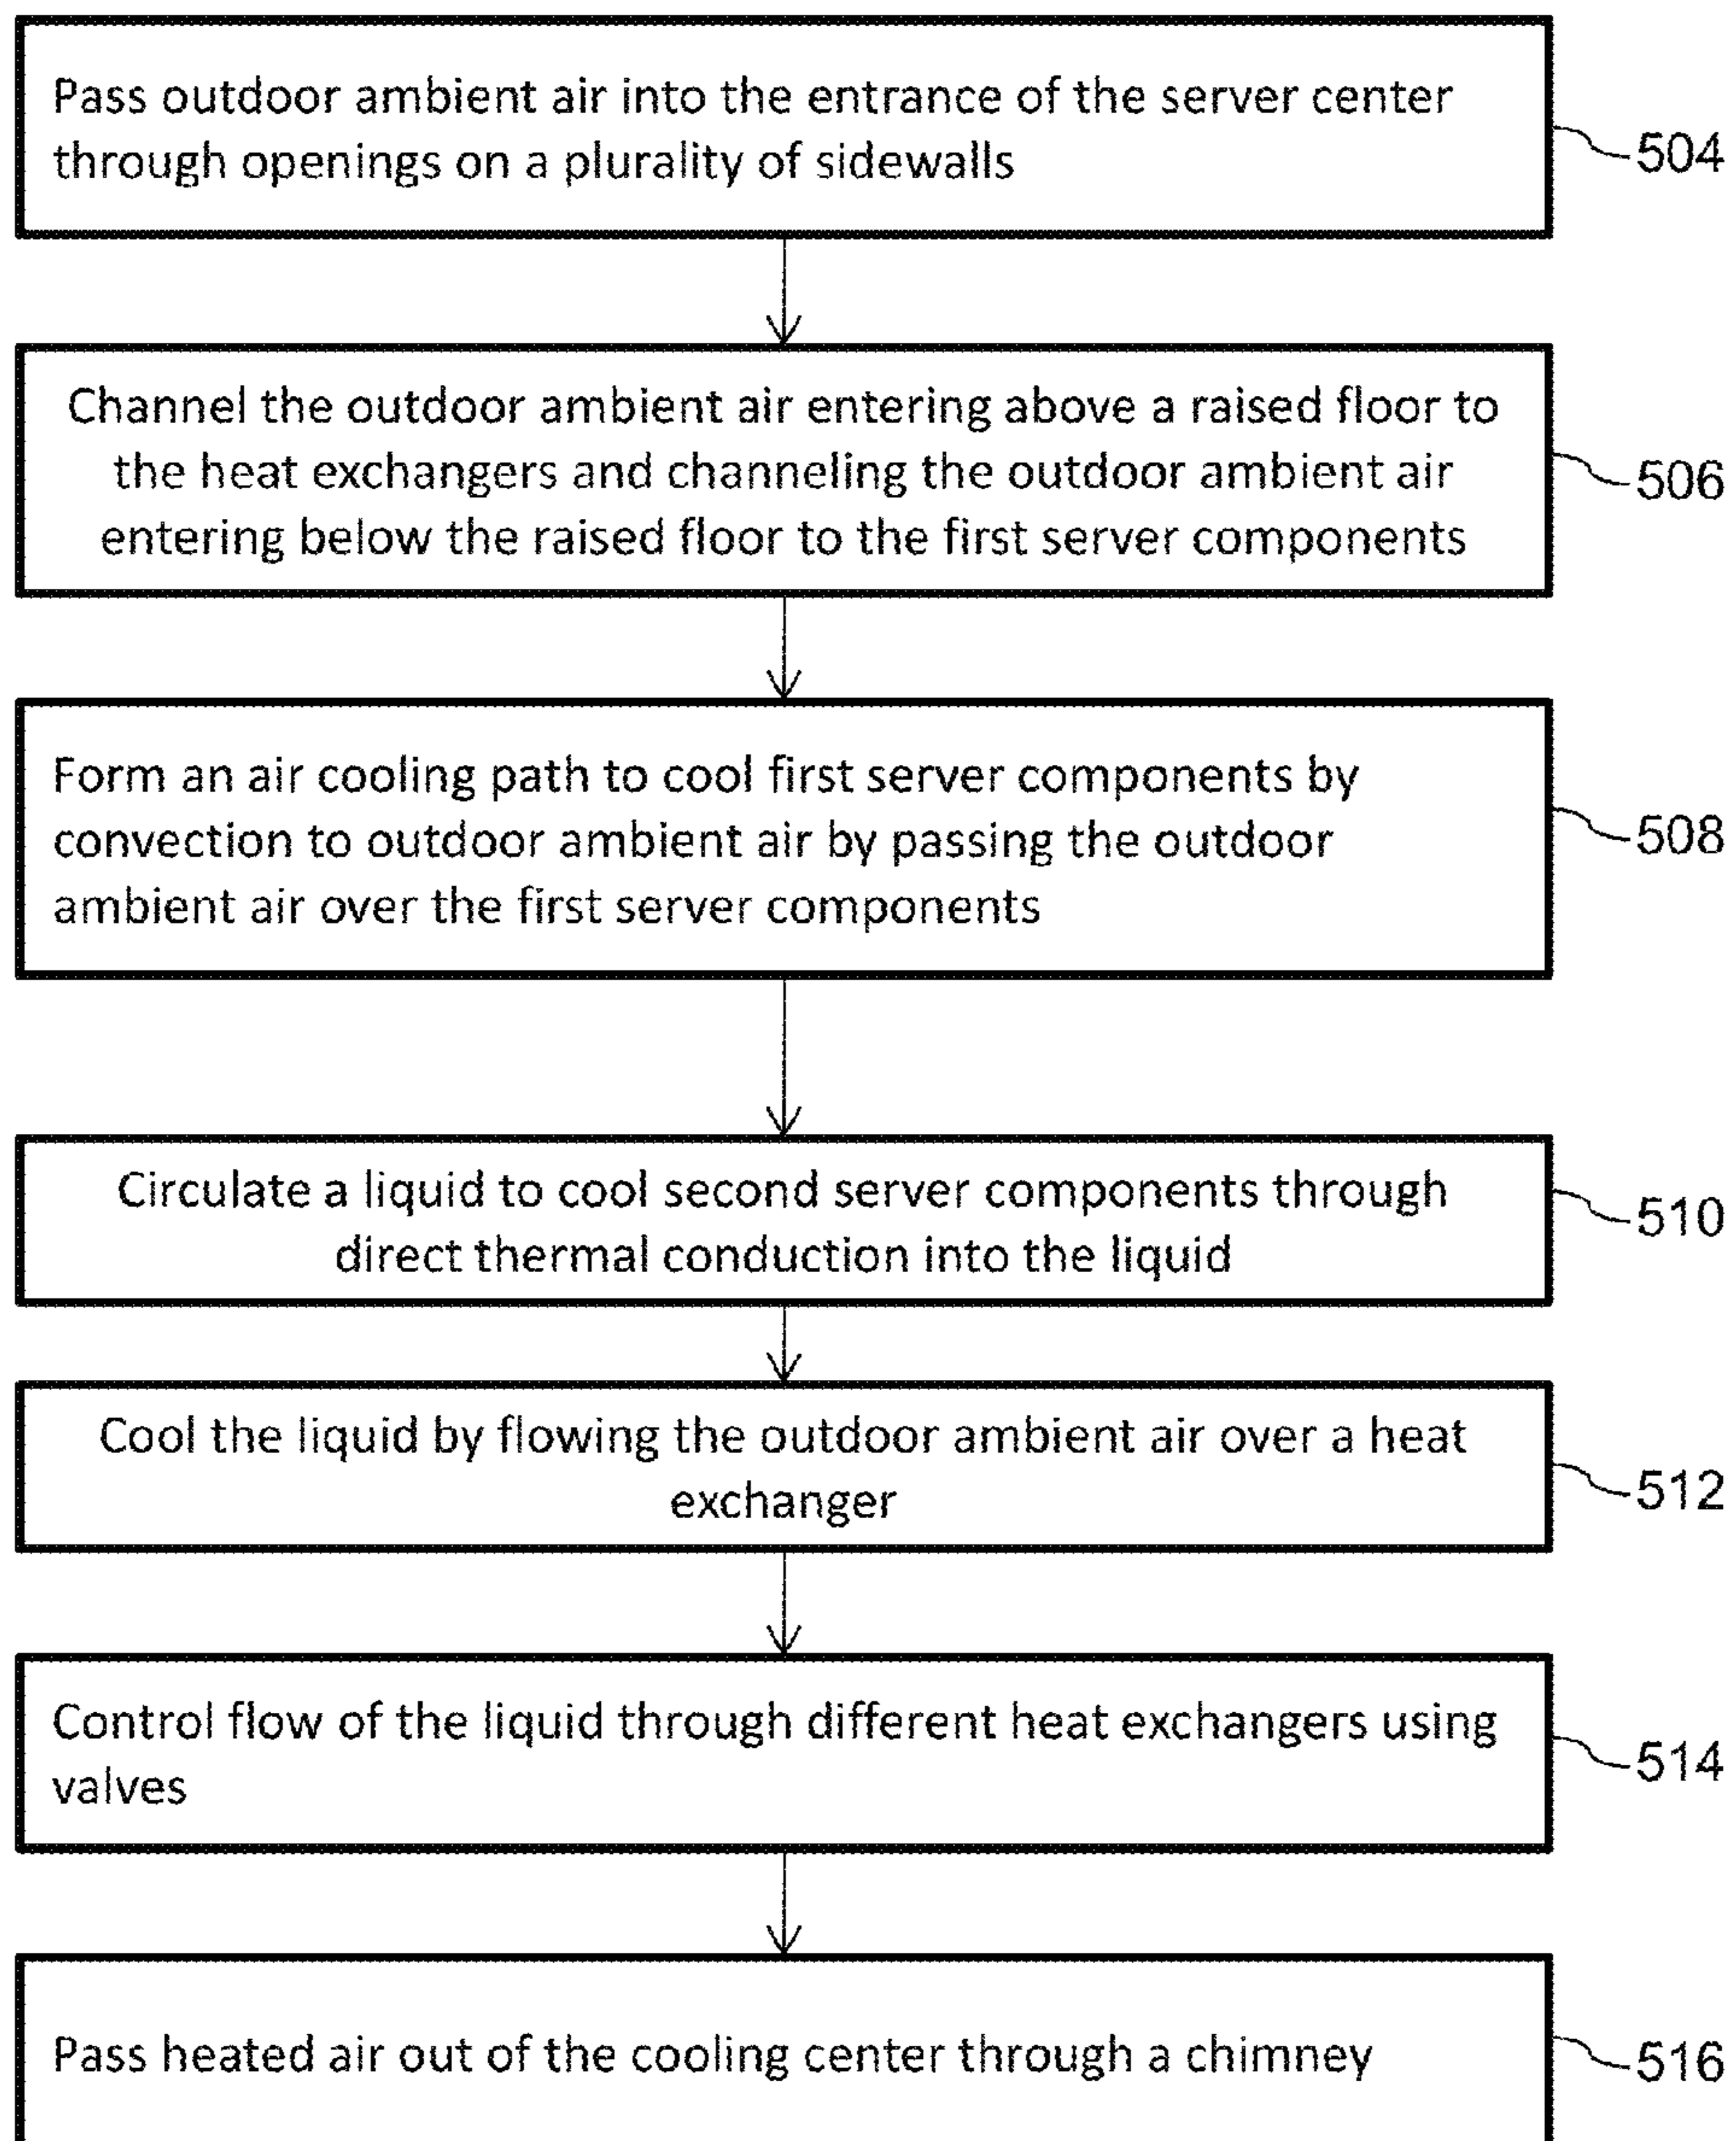 Pass outdoor ambient air into the entrance of the server center
through openings on a plurality of sidewalls
504
Channel the outdoor ambient air entering above a raised floor to
the heat exchangers and channeling the outdoor ambient air
entering below the raised floor to the first server components
506
Form an air cooling path to cool first server components by
convection to outdoor ambient air by passing the outdoor
ambient air over the first server components
508
Circulate a liquid to cool second server components through
direct thermal conduction into the liquid
510
Cool the liquid by flowing the outdoor ambient air over a heat
exchanger
512
Control flow of the liquid through different heat exchangers using
valves
514
Pass heated air out of the cooling center through a chimney
516